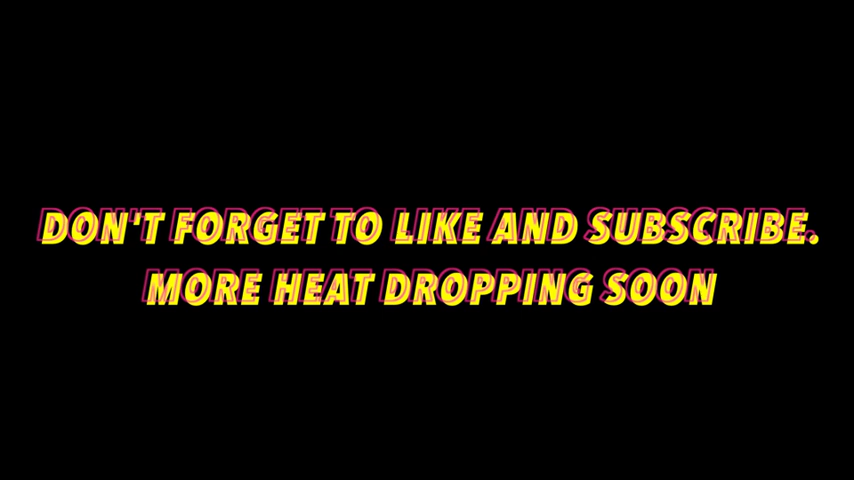 DON'T FORGET TO LIKE AND SUBSCRIBE.
MORE HEAT DROPPING SOON